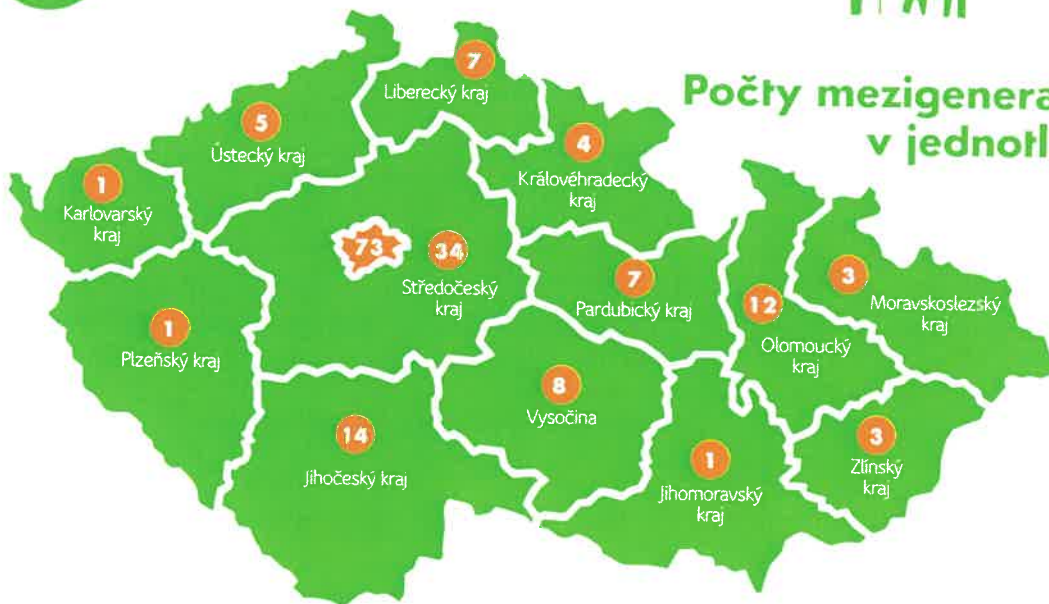 Počty mezigenera
v jednotl
7
Liberecký kraj
5
Ústecký kraj
4
Královéhradecký
kraj
1
Karlovarský
kraj
73
34
Středočeský
kraj
7
Pardubický kraj
12
Olomoucký
kraj
3
Moravskoslezský
kraj
1
Plzeňský kraj
8
Vysočina
14
Jihočeský kraj
1
Jihomoravský
kraj
3
Zlínský
kraj